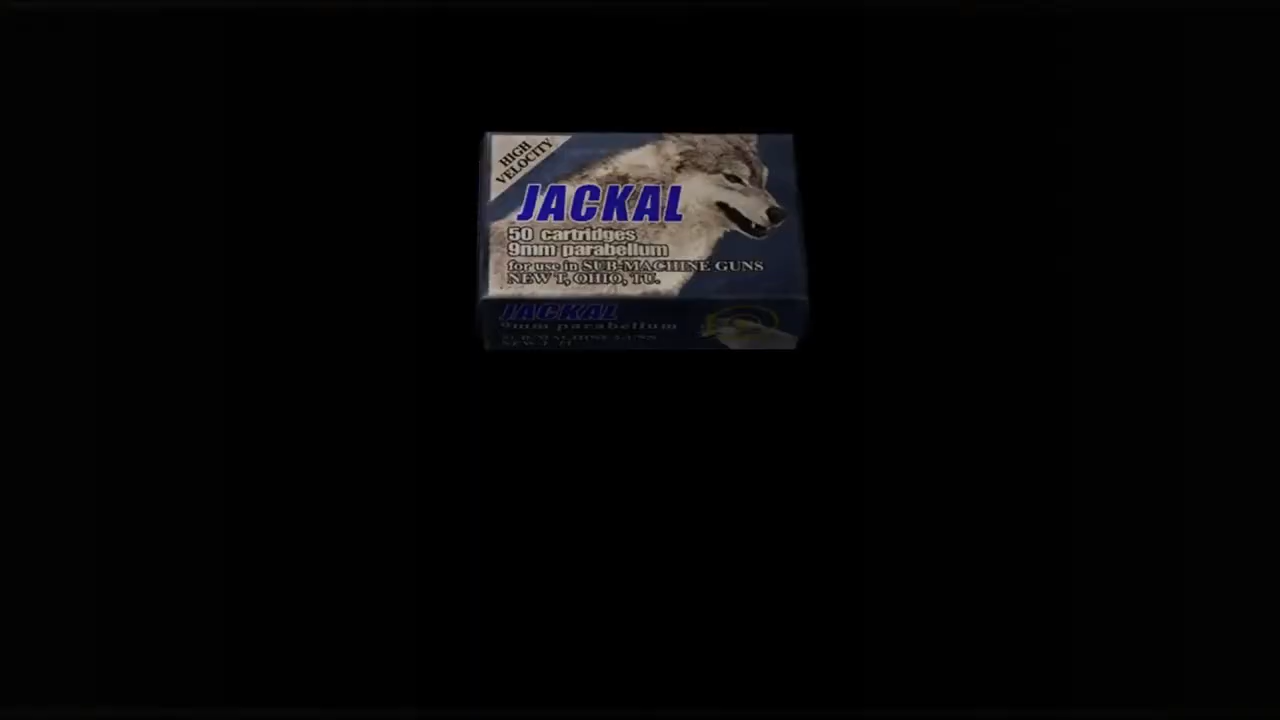 HIGH
VELOCITY
JACKAL
50 cartridges
9mm parabellum
for use in SUB-MACHINE GUNS
NEW I, OHIO, TU.
JACKAL
9mm parabellum